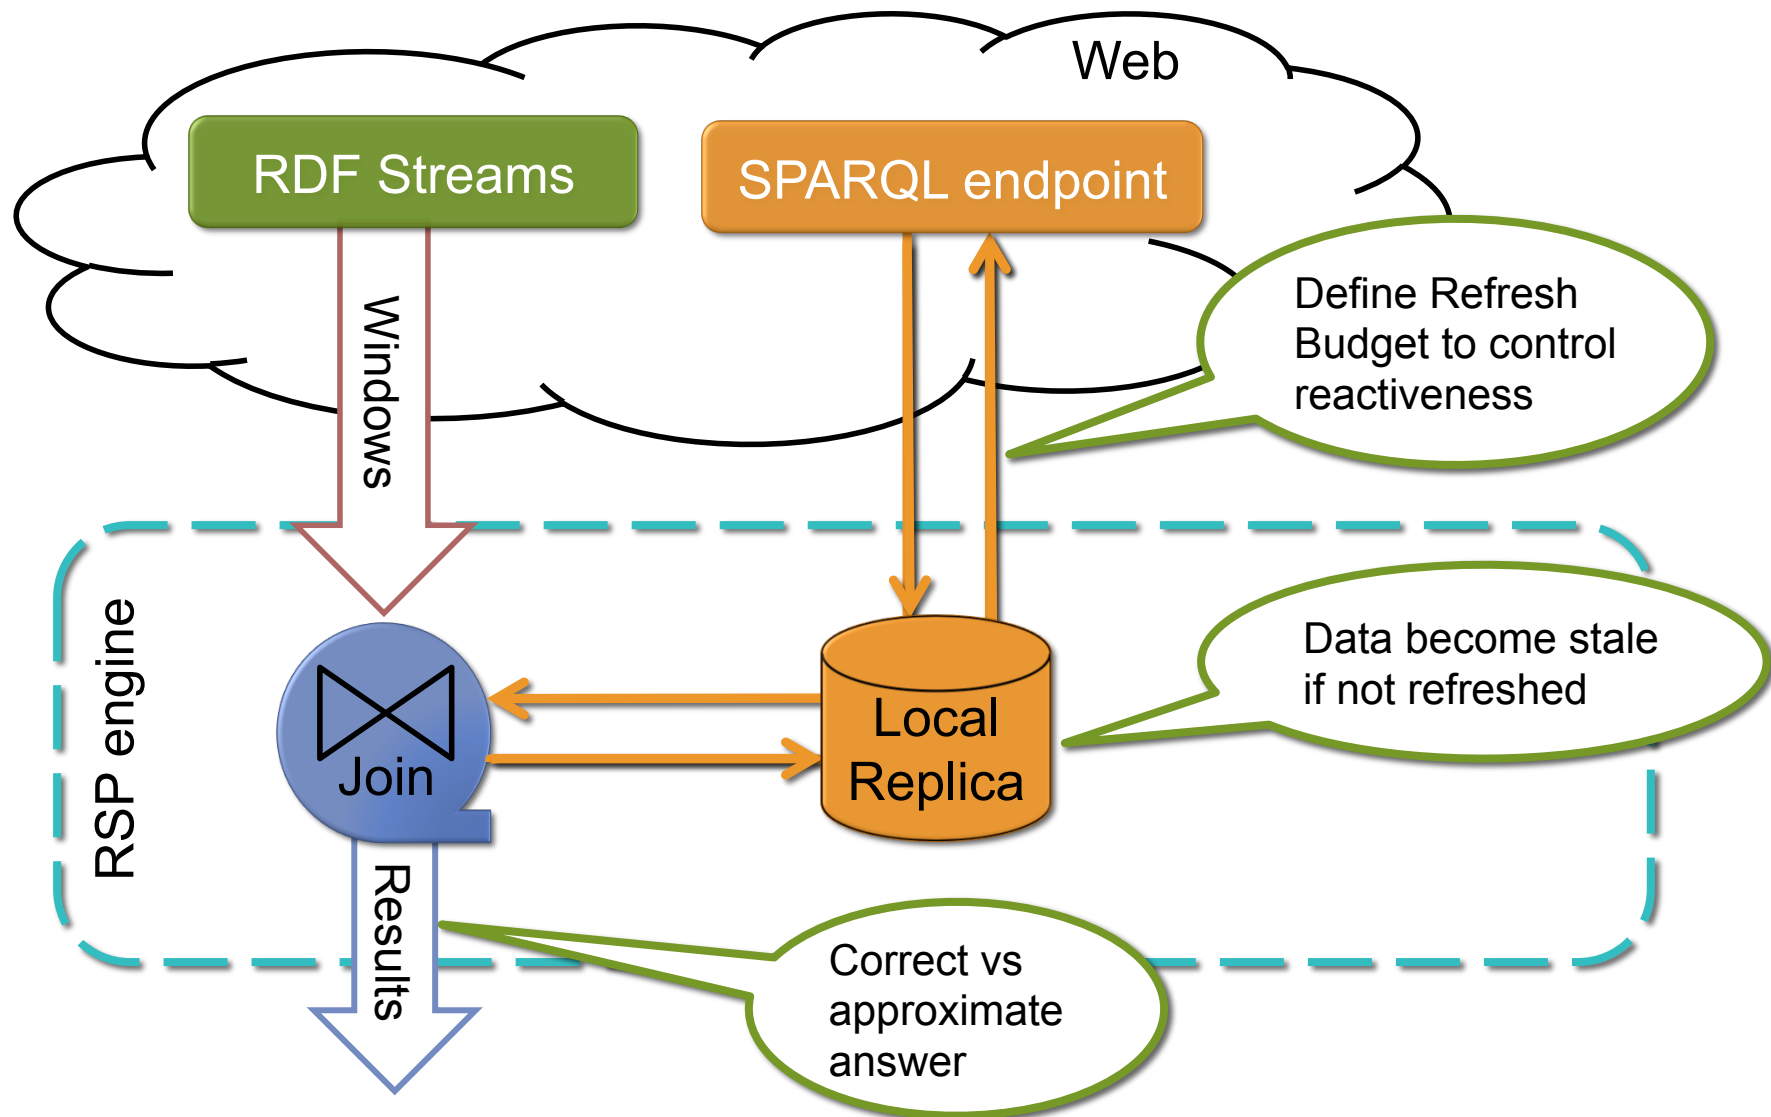 Web
RDF Streams
SPARQL endpoint
Windows
Define Refresh
Budget to control
reactiveness
RSP engine
Join
Local
Replica
Data become stale
if not refreshed
Results
Correct vs
approximate
answer